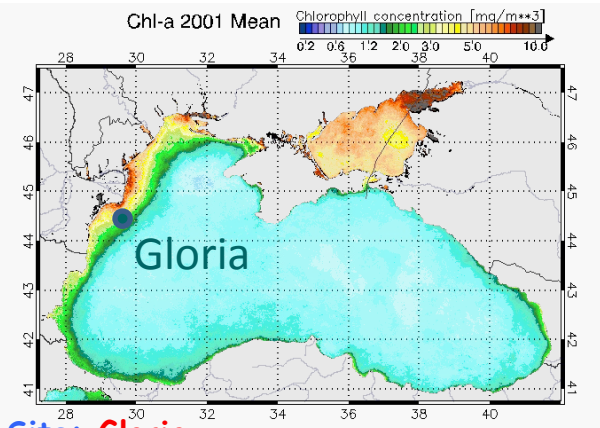 Chl-a 2001 Mean
Chlorophyll concentration [mg/m**3]
0.2 0.6 1.2 2.0 3.0 5.0 10.0
28 30 32 34 36 38 40
47 47
46 46
45 45
44 44
Gloria
43 43
42 42
41 41
28 30 32 34 36 38 40
Gloria